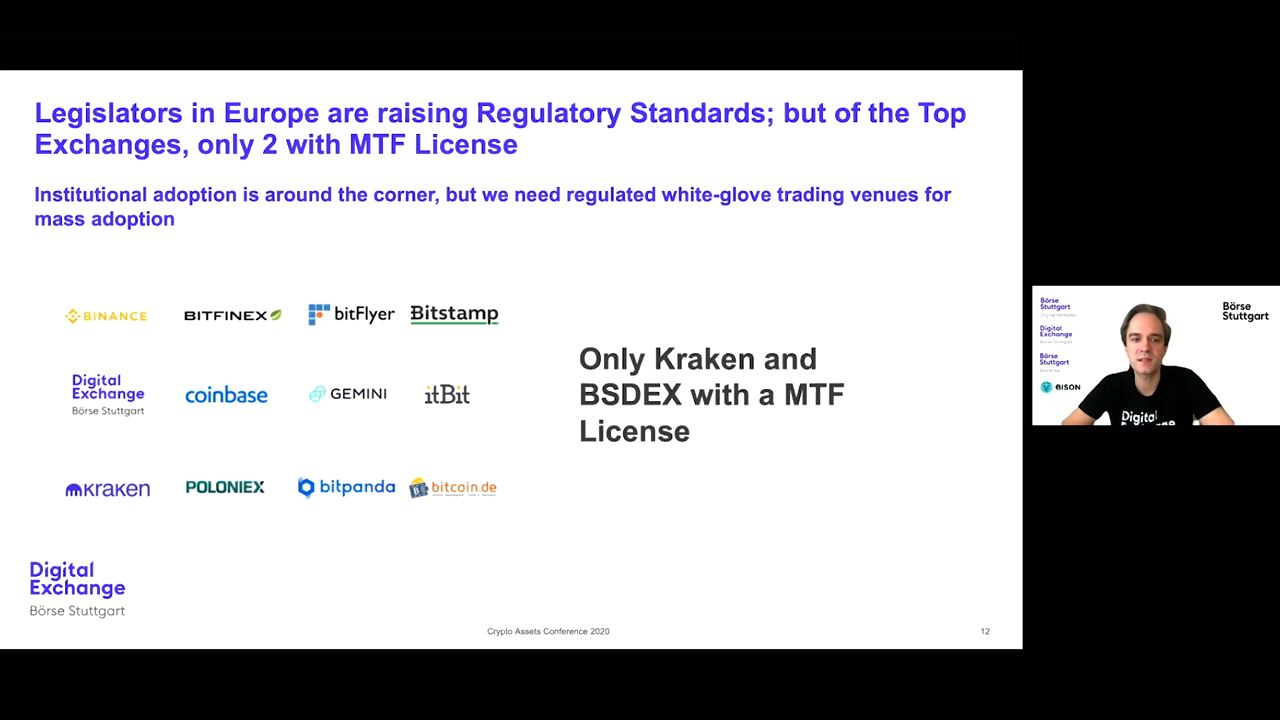 Legislators in Europe are raising Regulatory Standards; but of the Top
Exchanges, only 2 with MTF License
Institutional adoption is around the corner, but we need regulated white-glove trading venues for
mass adoption
BINANCE
BITFINEX
bitFlyer
Bitstamp
Digital
Exchange
Börse Stuttgart
coinbase
GEMINI
itBit
kraken
POLONIEX
bitpanda
bitcoin.de
Only Kraken and
BSDEX with a MTF
License
Digital
Exchange
Börse Stuttgart
Crypto Assets Conference 2020
12
Börse
Stuttgart
Digital Ventures
Digital
Exchange
Börse Stuttgart
Börse
Stuttgart
BISON
Börse
Stuttgart
Digital
Exchange